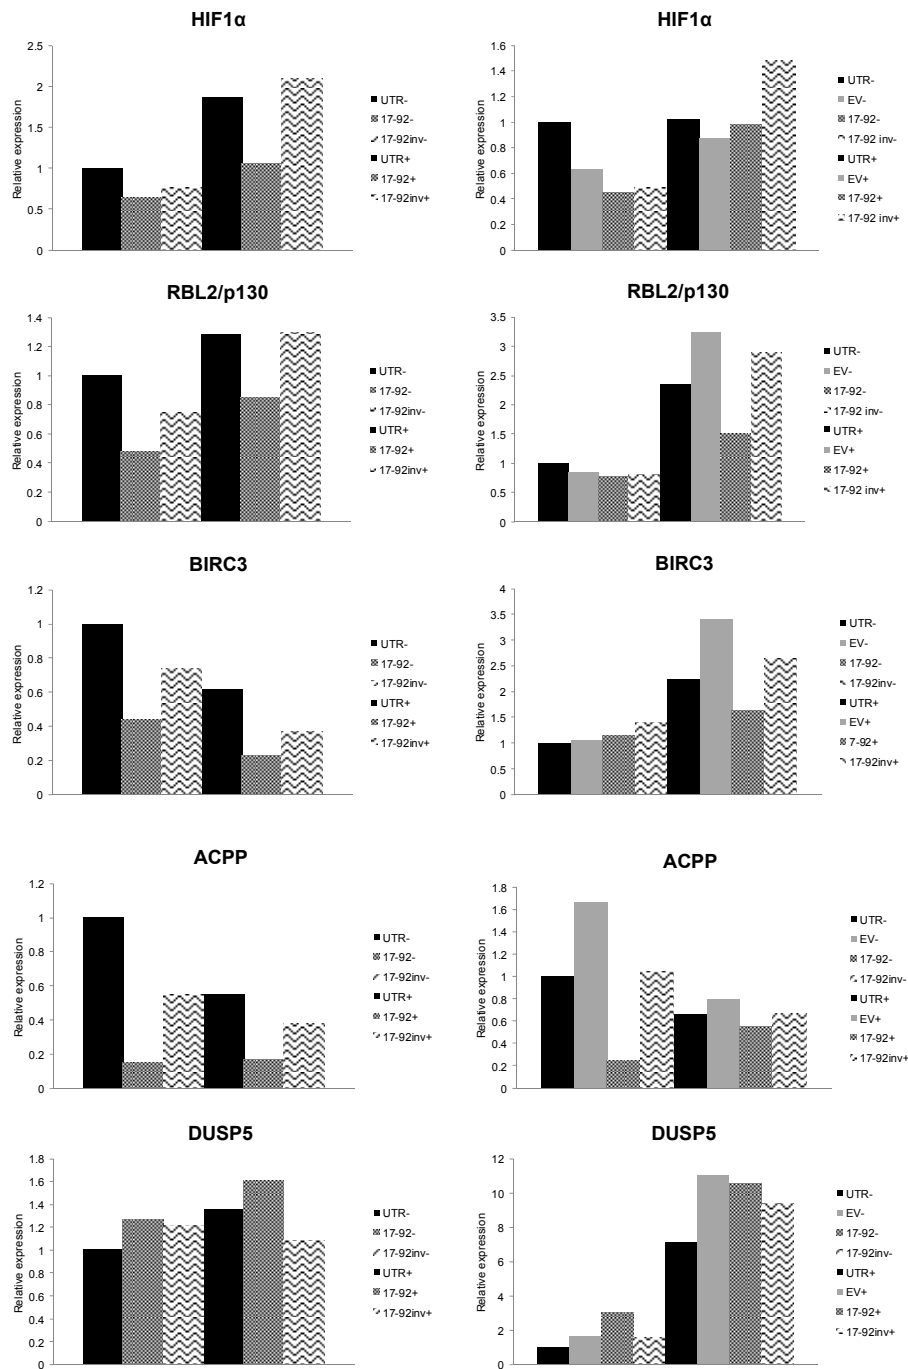 HIF1α
Relative expression
2.5
2
1.5
1
0.5
0
UTR-
17-92-
17-92inv-
UTR+
17-92+
17-92inv+
HIF1α
Relative expression
1.6
1.4
1.2
1
0.8
0.6
0.4
0.2
0
UTR-
EV-
17-92-
17-92 inv-
UTR+
EV+
17-92+
17-92 inv+
RBL2/p130
Relative expression
1.4
1.2
1
0.8
0.6
0.4
0.2
0
UTR-
17-92-
17-92inv-
UTR+
17-92+
17-92inv+
RBL2/p130
Relative expression
3.5
3
2.5
2
1.5
1
0.5
0
UTR-
EV-
17-92-
17-92 inv-
UTR+
EV+
17-92+
17-92 inv+
BIRC3
Relative expression
1.2
1
0.8
0.6
0.4
0.2
0
UTR-
17-92-
17-92inv-
UTR+
17-92+
17-92inv+
BIRC3
Relative expression
4
3.5
3
2.5
2
1.5
1
0.5
0
UTR-
EV-
17-92-
17-92inv-
UTR+
EV+
7-92+
17-92inv+
ACPP
Relative expression
1.2
1
0.8
0.6
0.4
0.2
0
UTR-
17-92-
17-92inv-
UTR+
17-92+
17-92inv+
ACPP
Relative expression
1.8
1.6
1.4
1.2
1
0.8
0.6
0.4
0.2
0
UTR-
EV-
17-92-
17-92inv-
UTR+
EV+
17-92+
17-92inv+
DUSP5
Relative expression
1.8
1.6
1.4
1.2
1
0.8
0.6
0.4
0.2
0
UTR-
17-92-
17-92inv-
UTR+
17-92+
17-92inv+
DUSP5
Relative expression
12
10
8
6
4
2
0
UTR-
EV-
17-92-
17-92inv-
UTR+
EV+
17-92+
17-92inv+